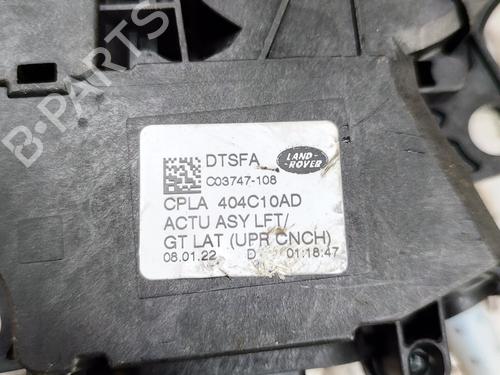 B-PARTS
DTSFA
LAND-
ROVER
C03747-108
CPLA 404C10AD
ACTU ASY LFT/
GT LAT (UPR CNCH)
08.01.22 D 01:18:47